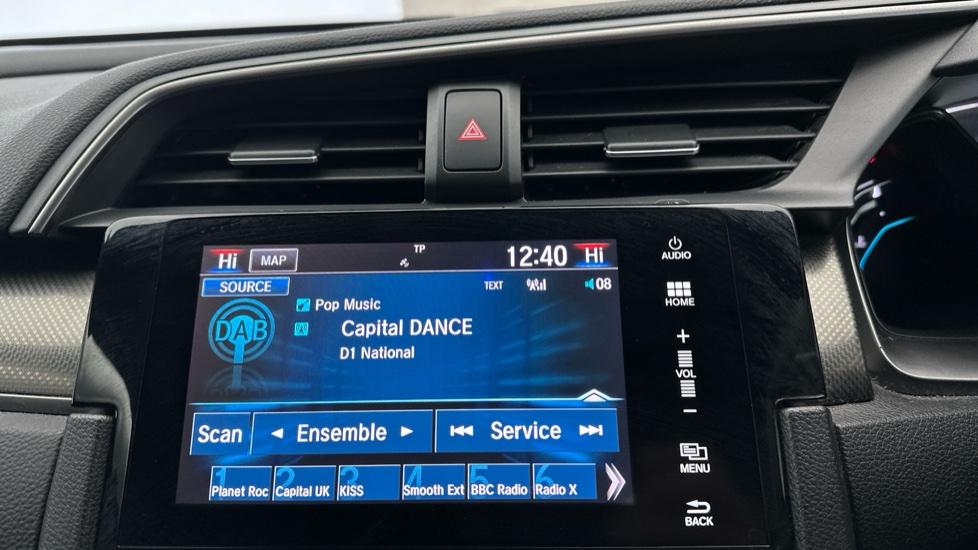 Hi MAP TP 12:40 Hi
AUDIO
SOURCE TEXT 08
HOME
Pop Music
DAB Capital DANCE
D1 National
+
VOL
−
Scan ◄ Ensemble ► Service
MENU
1 2 3 4 5 6
Planet Roc Capital UK KISS Smooth Ext BBC Radio Radio X
BACK